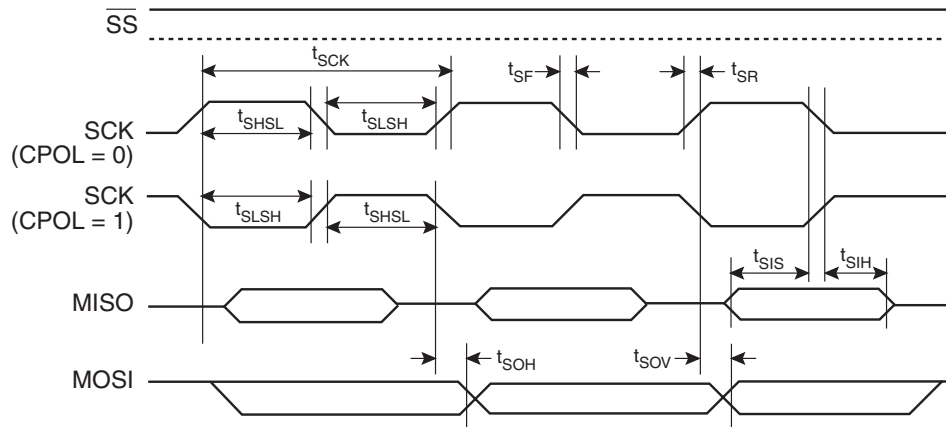 SS
tSCK
tSF
tSR
tSHSL
tSLSH
SCK
(CPOL = 0)
SCK
(CPOL = 1)
tSLSH
tSHSL
tSIS
tSIH
MISO
tSOH
tSOV
MOSI